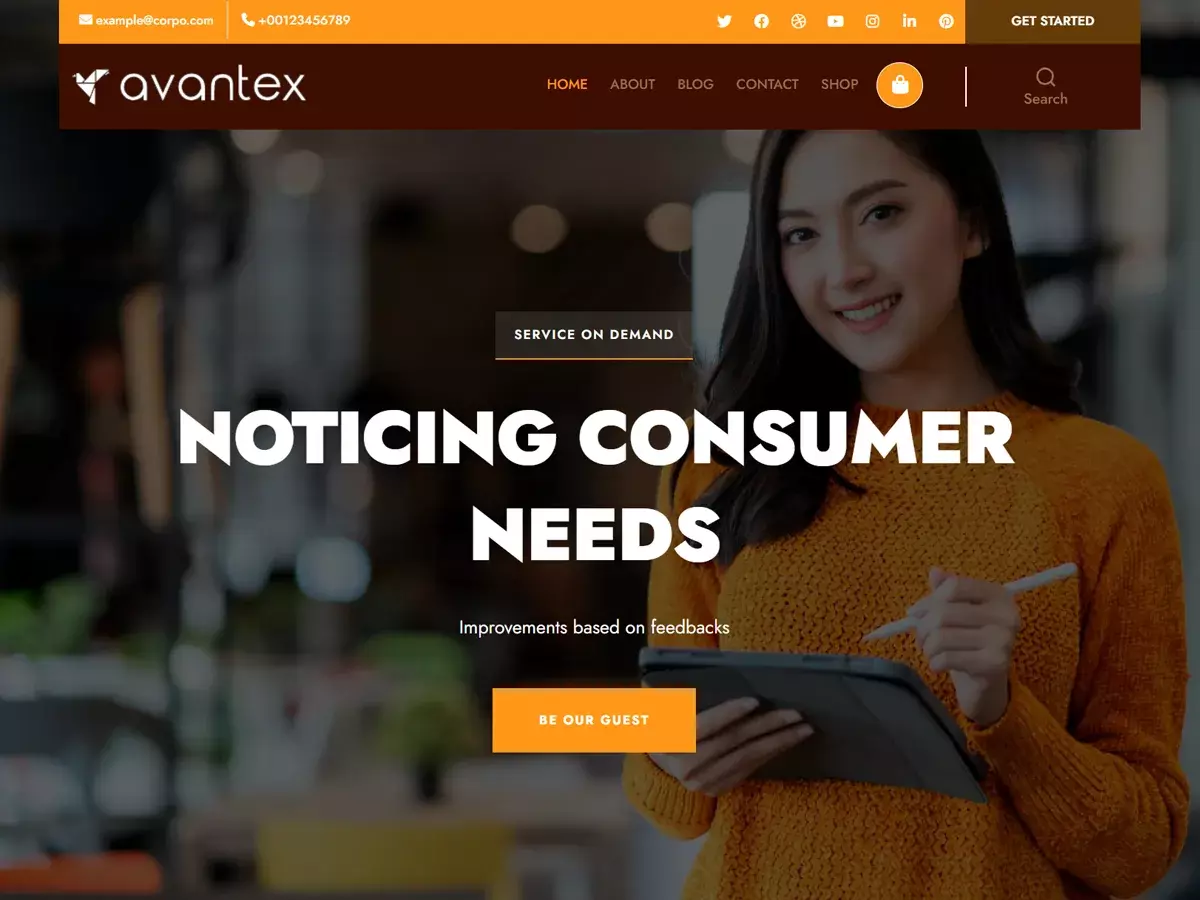 example@corpo.com
+00123456789
GET STARTED
avantex
HOME ABOUT BLOG CONTACT SHOP
Search
SERVICE ON DEMAND
NOTICING CONSUMER
NEEDS
Improvements based on feedbacks
BE OUR GUEST